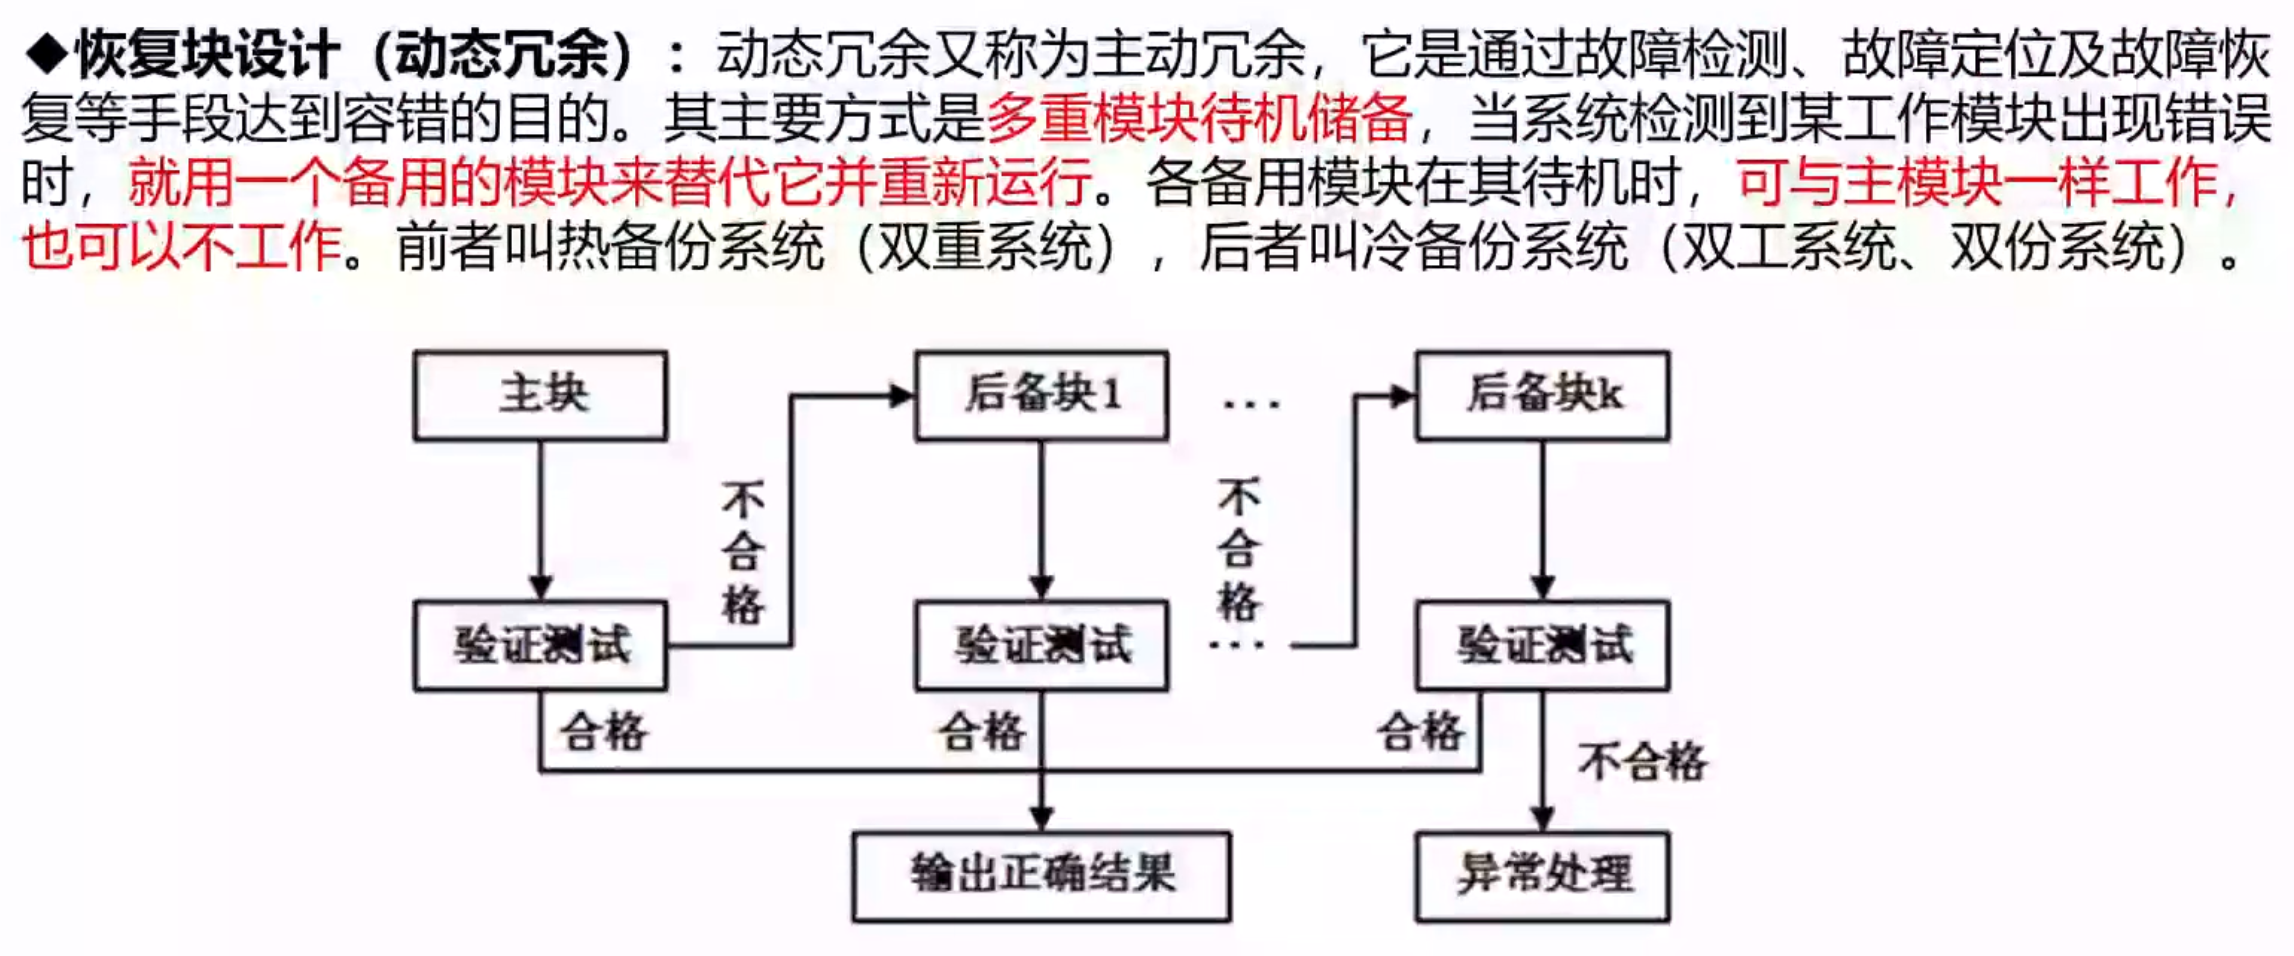 ◆恢复块设计（动态冗余）：动态冗余又称为主动冗余，它是通过故障检测、故障定位及故障恢
复等手段达到容错的目的。其主要方式是多重模块待机储备，当系统检测到某工作模块出现错误
时，就用一个备用的模块来替代它并重新运行。各备用模块在其待机时，可与主模块一样工作，
也可以不工作。前者叫热备份系统（双重系统），后者叫冷备份系统（双工系统、双份系统）。
主块
后备块1
...
后备块k
不合格
不合格
验证测试
验证测试
...
验证测试
合格
合格
合格
不合格
输出正确结果
异常处理